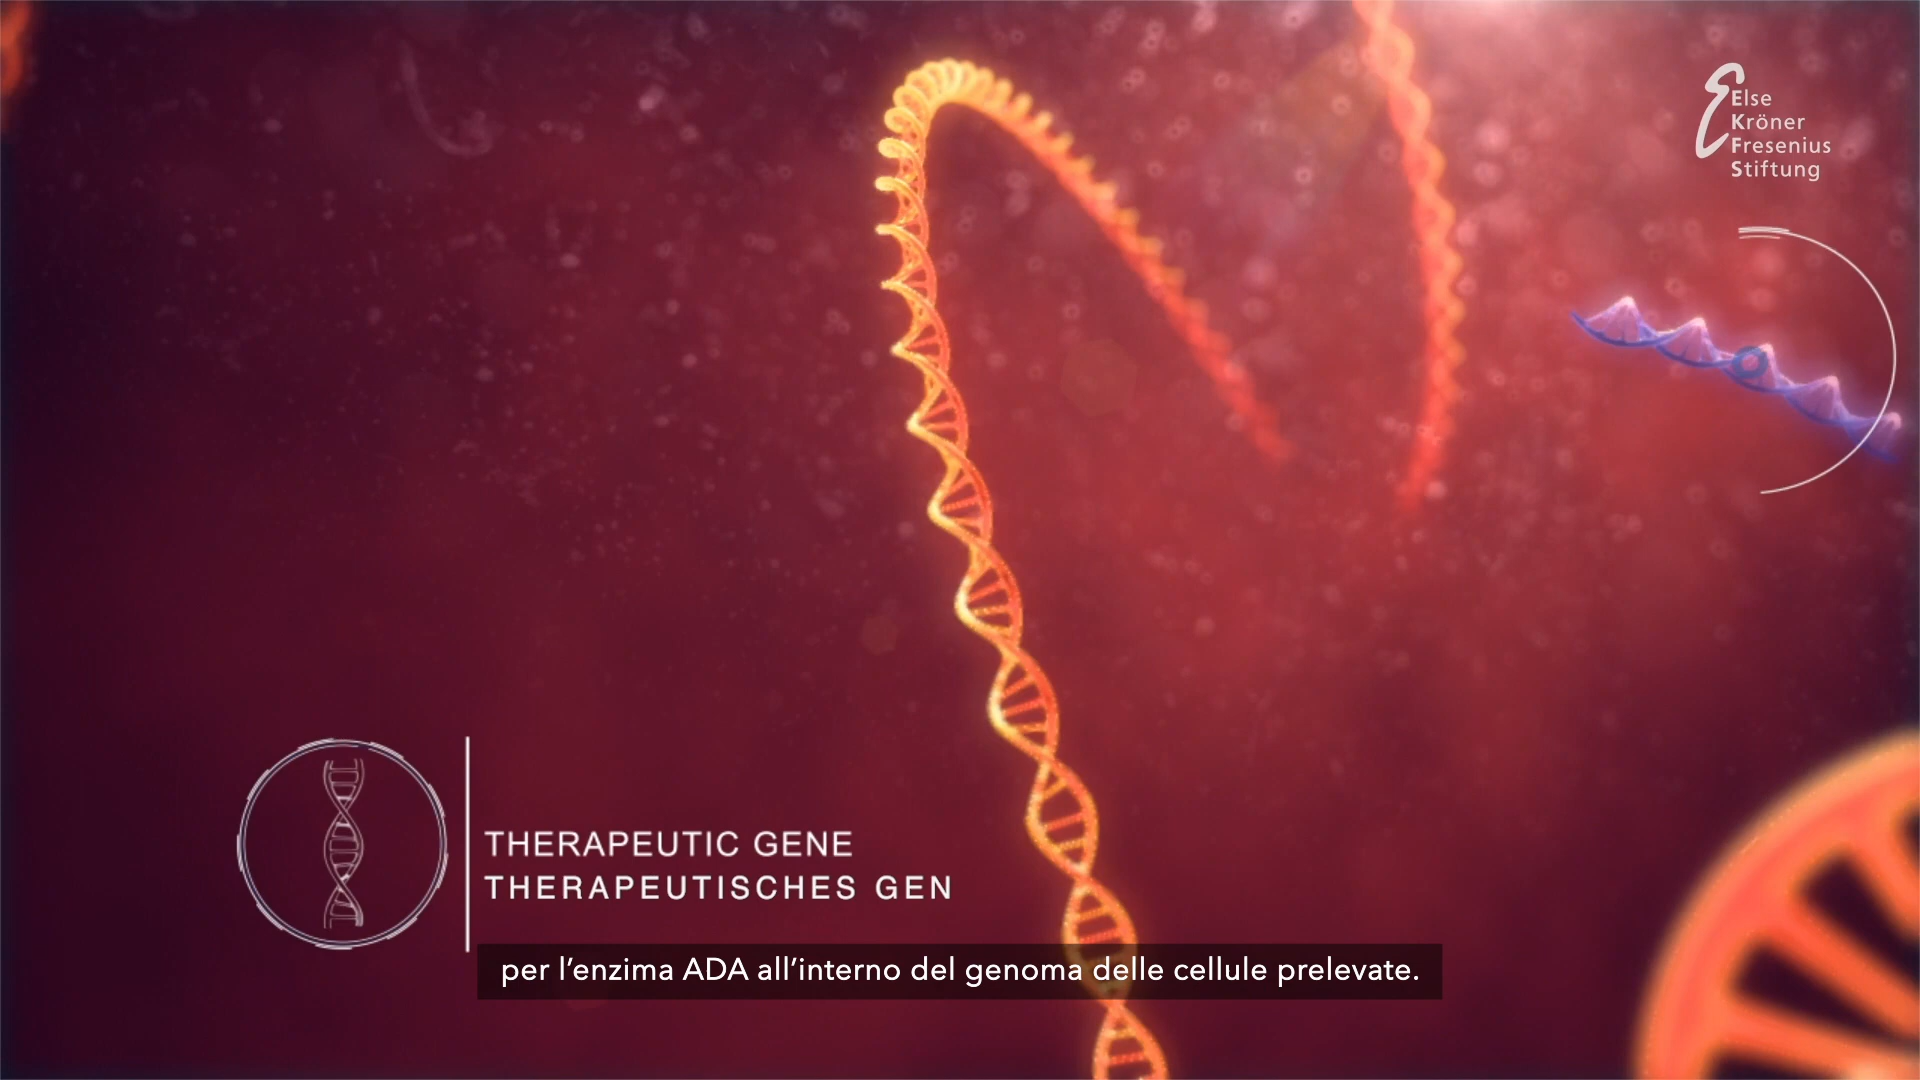 Else
Kröner
Fresenius
Stiftung
THERAPEUTIC GENE
THERAPEUTISCHES GEN
per l’enzima ADA all’interno del genoma delle cellule prelevate.